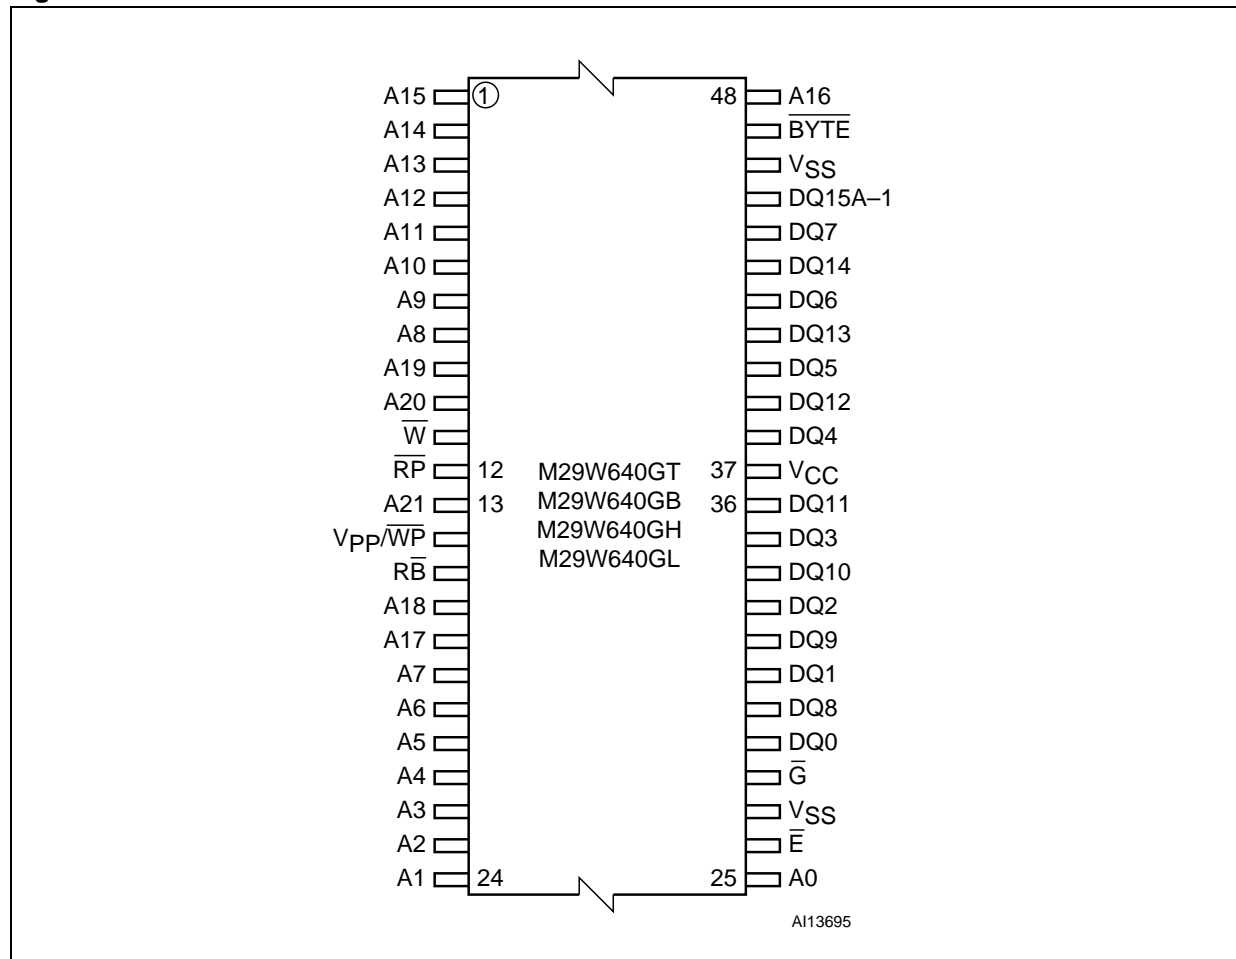 A15 1 48 A16
A14 B̅Y̅T̅E̅
A13 VSS
A12 DQ15A–1
A11 DQ7
A10 DQ14
A9 DQ6
A8 DQ13
A19 DQ5
A20 DQ12
W̅ DQ4
R̅P̅ 12 M29W640GT 37 VCC
A21 13 M29W640GB 36 DQ11
VPP/W̅P̅ M29W640GH DQ3
RB̅ M29W640GL DQ10
A18 DQ2
A17 DQ9
A7 DQ1
A6 DQ8
A5 DQ0
A4 G̅
A3 VSS
A2 E̅
A1 24 25 A0
AI13695